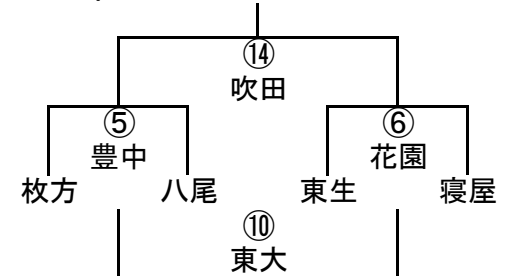 ⑭
吹田
⑤ ⑥
豊中 花園
枚方 八尾 東生 寝屋
⑩
東大